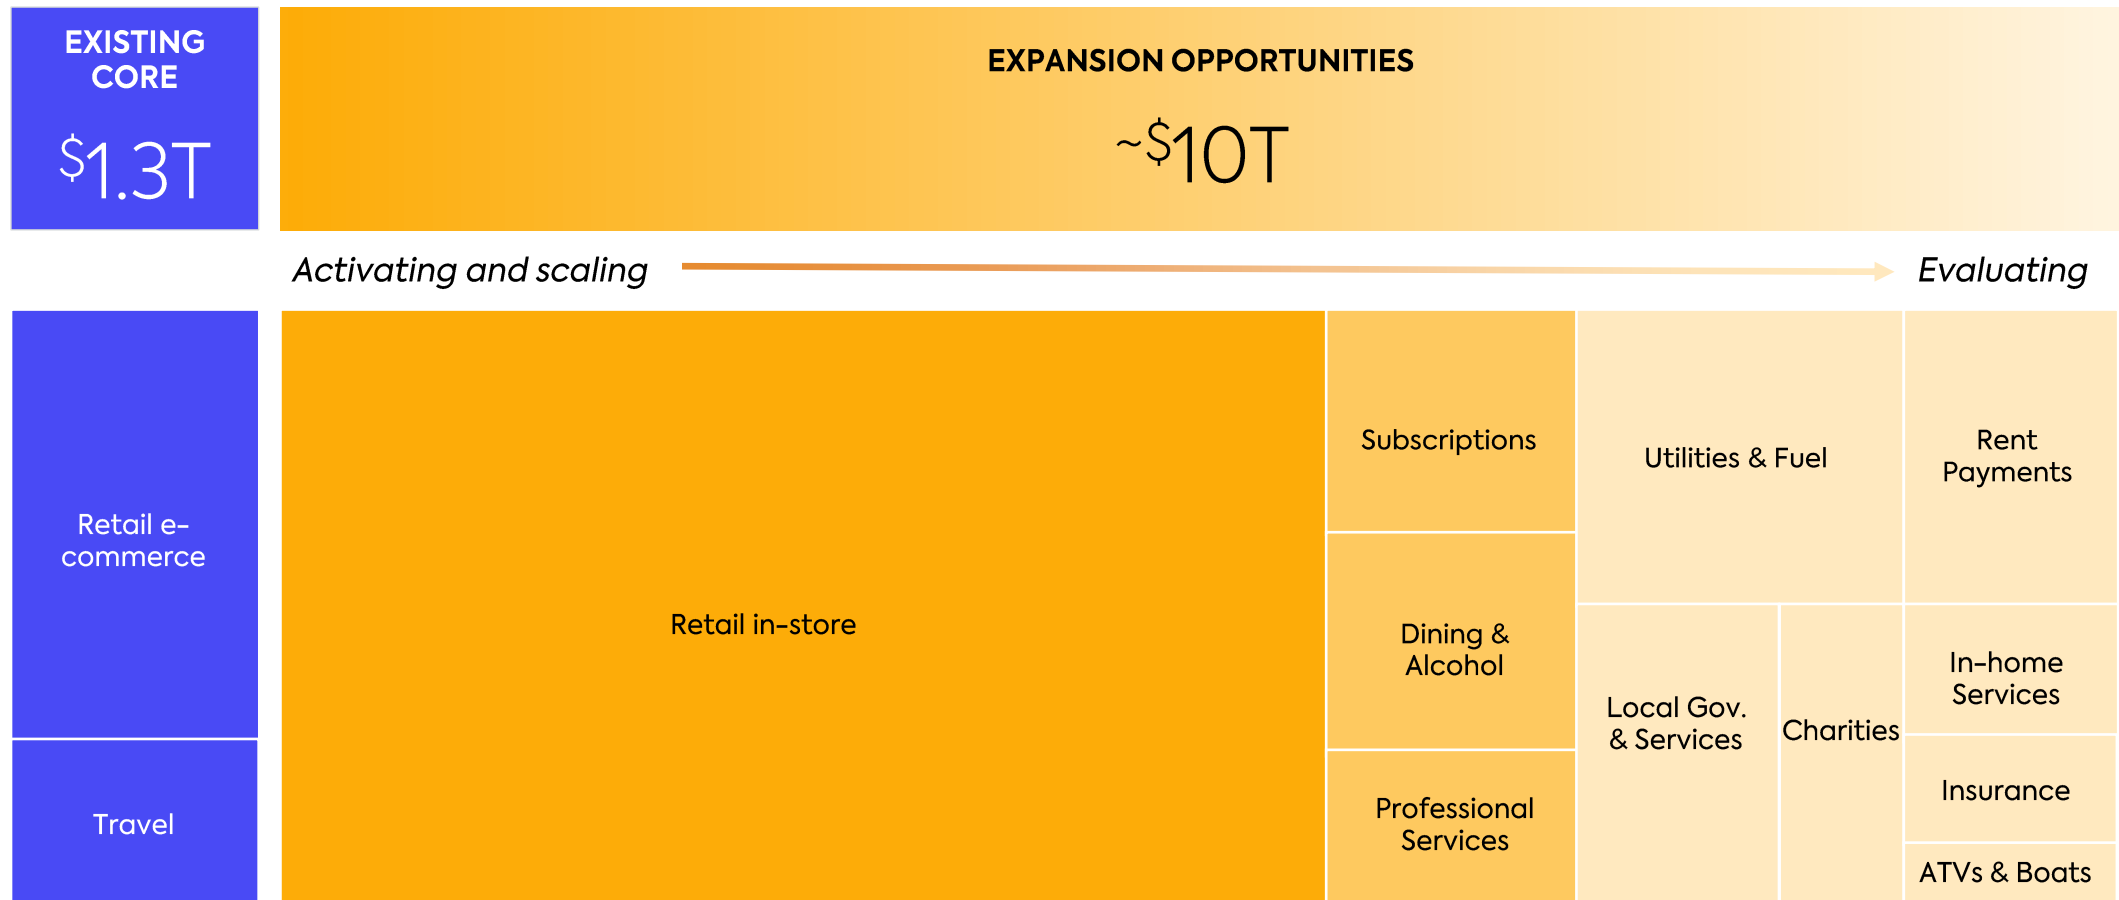 EXISTING
CORE
$1.3T
EXPANSION OPPORTUNITIES
~$10T
Activating and scaling
Evaluating
Retail e-
commerce
Travel
Retail in-store
Subscriptions
Dining &
Alcohol
Professional
Services
Utilities & Fuel
Local Gov.
& Services
Charities
Rent
Payments
In-home
Services
Insurance
ATVs & Boats